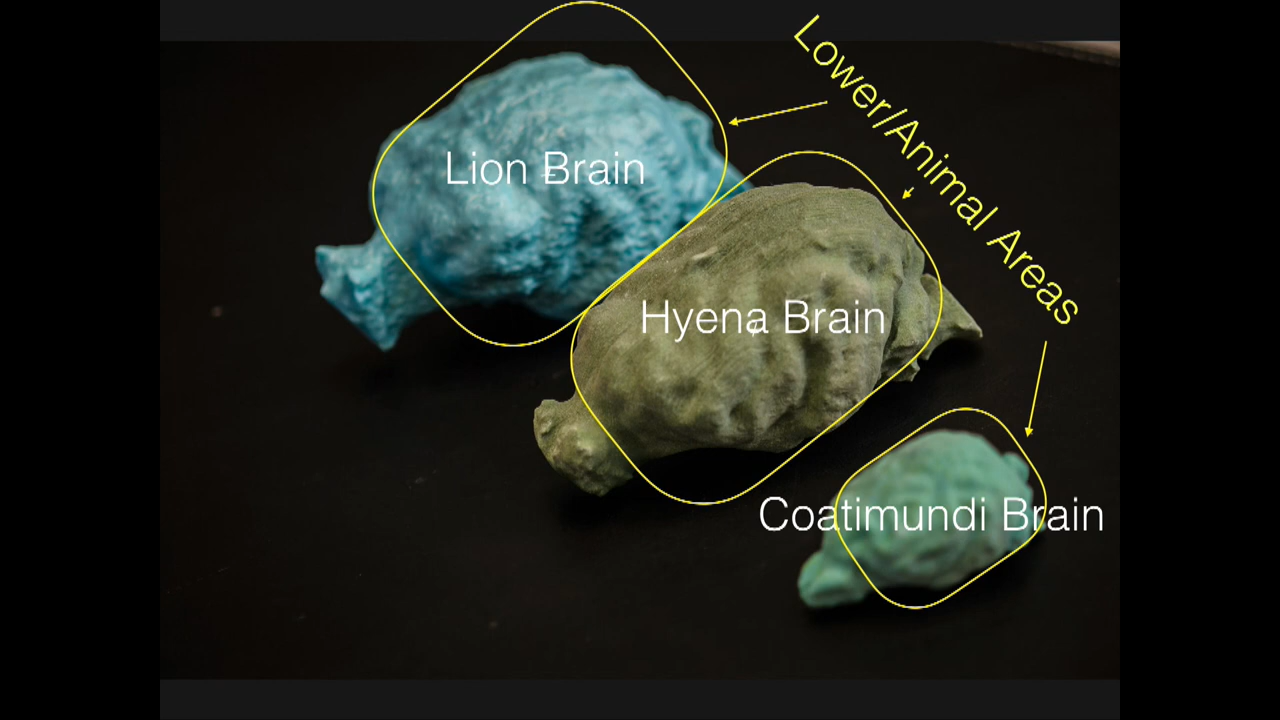 Lower/Animal Areas
Lion Brain
Hyena Brain
Coatimundi Brain